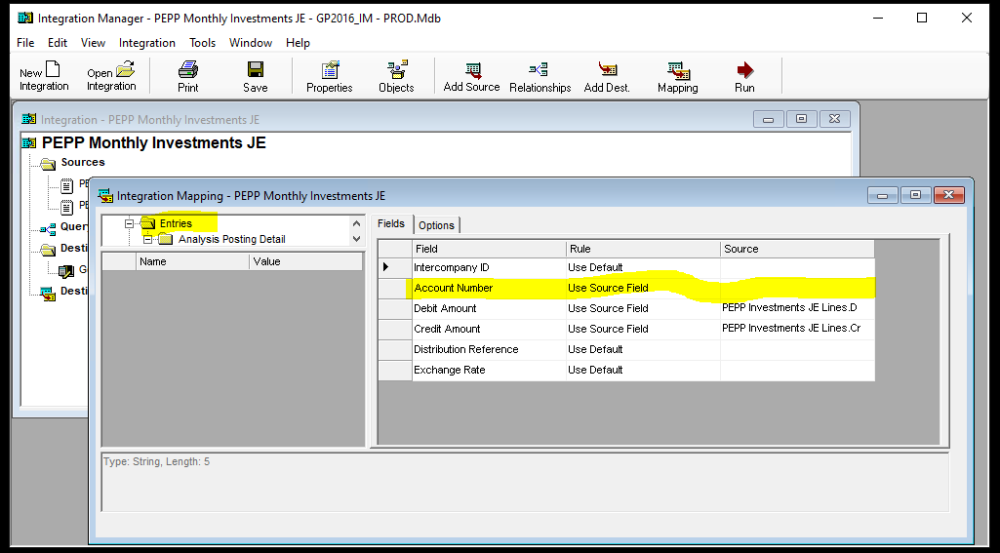 Integration Manager - PEPP Monthly Investments JE - GP2016_IM - PROD.Mdb
File Edit View Integration Tools Window Help
New Integration
Open Integration
Print
Save
Properties
Objects
Add Source
Relationships
Add Dest.
Mapping
Run
Integration - PEPP Monthly Investments JE
PEPP Monthly Investments JE
Sources
PE
PE
Quer
Desti
G
Desti
Integration Mapping - PEPP Monthly Investments JE
Entries
Analysis Posting Detail
Name Value
Fields Options
Field Rule Source
Intercompany ID Use Default
Account Number Use Source Field
Debit Amount Use Source Field PEPP Investments JE Lines.D
Credit Amount Use Source Field PEPP Investments JE Lines.Cr
Distribution Reference Use Default
Exchange Rate Use Default
Type: String, Length: 5